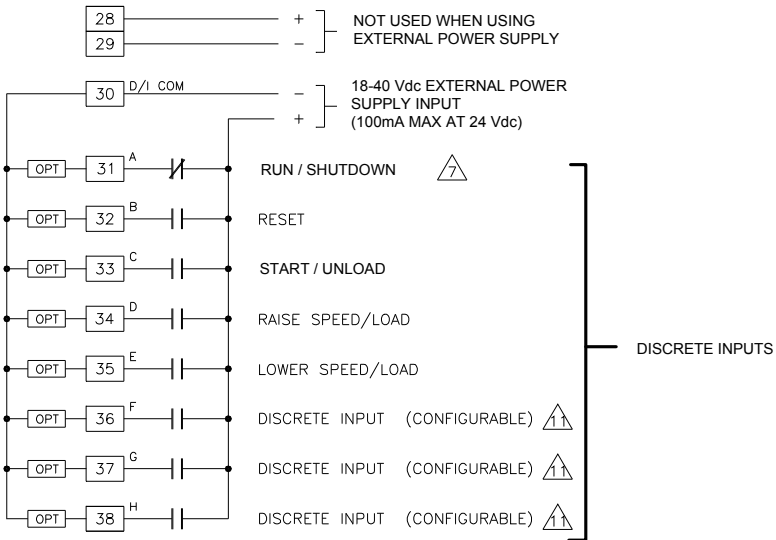 28 + NOT USED WHEN USING
29 − EXTERNAL POWER SUPPLY
30 D/I COM − 18-40 Vdc EXTERNAL POWER
SUPPLY INPUT
+ (100mA MAX AT 24 Vdc)
OPT 31 A RUN / SHUTDOWN 7
OPT 32 B RESET
OPT 33 C START / UNLOAD
OPT 34 D RAISE SPEED/LOAD
DISCRETE INPUTS
OPT 35 E LOWER SPEED/LOAD
OPT 36 F DISCRETE INPUT (CONFIGURABLE) 11
OPT 37 G DISCRETE INPUT (CONFIGURABLE) 11
OPT 38 H DISCRETE INPUT (CONFIGURABLE) 11